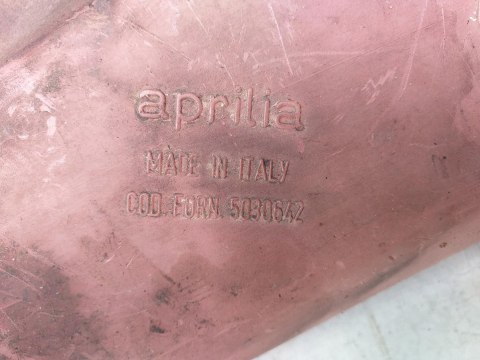 aprilia
MADE IN ITALY
COD. FORN. 5030642